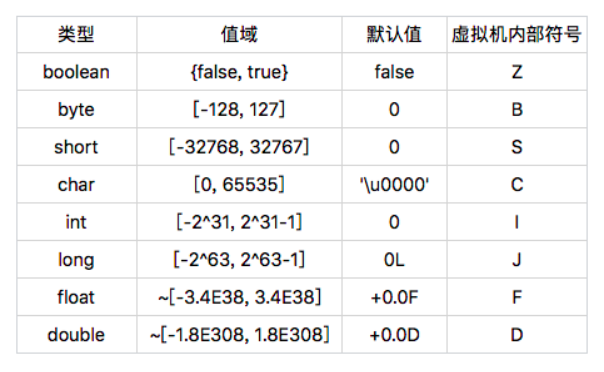 类型 值域 默认值 虚拟机内部符号
boolean {false, true} false Z
byte [-128, 127] 0 B
short [-32768, 32767] 0 S
char [0, 65535] '\u0000' C
int [-2^31, 2^31-1] 0 I
long [-2^63, 2^63-1] 0L J
float ~[-3.4E38, 3.4E38] +0.0F F
double ~[-1.8E308, 1.8E308] +0.0D D